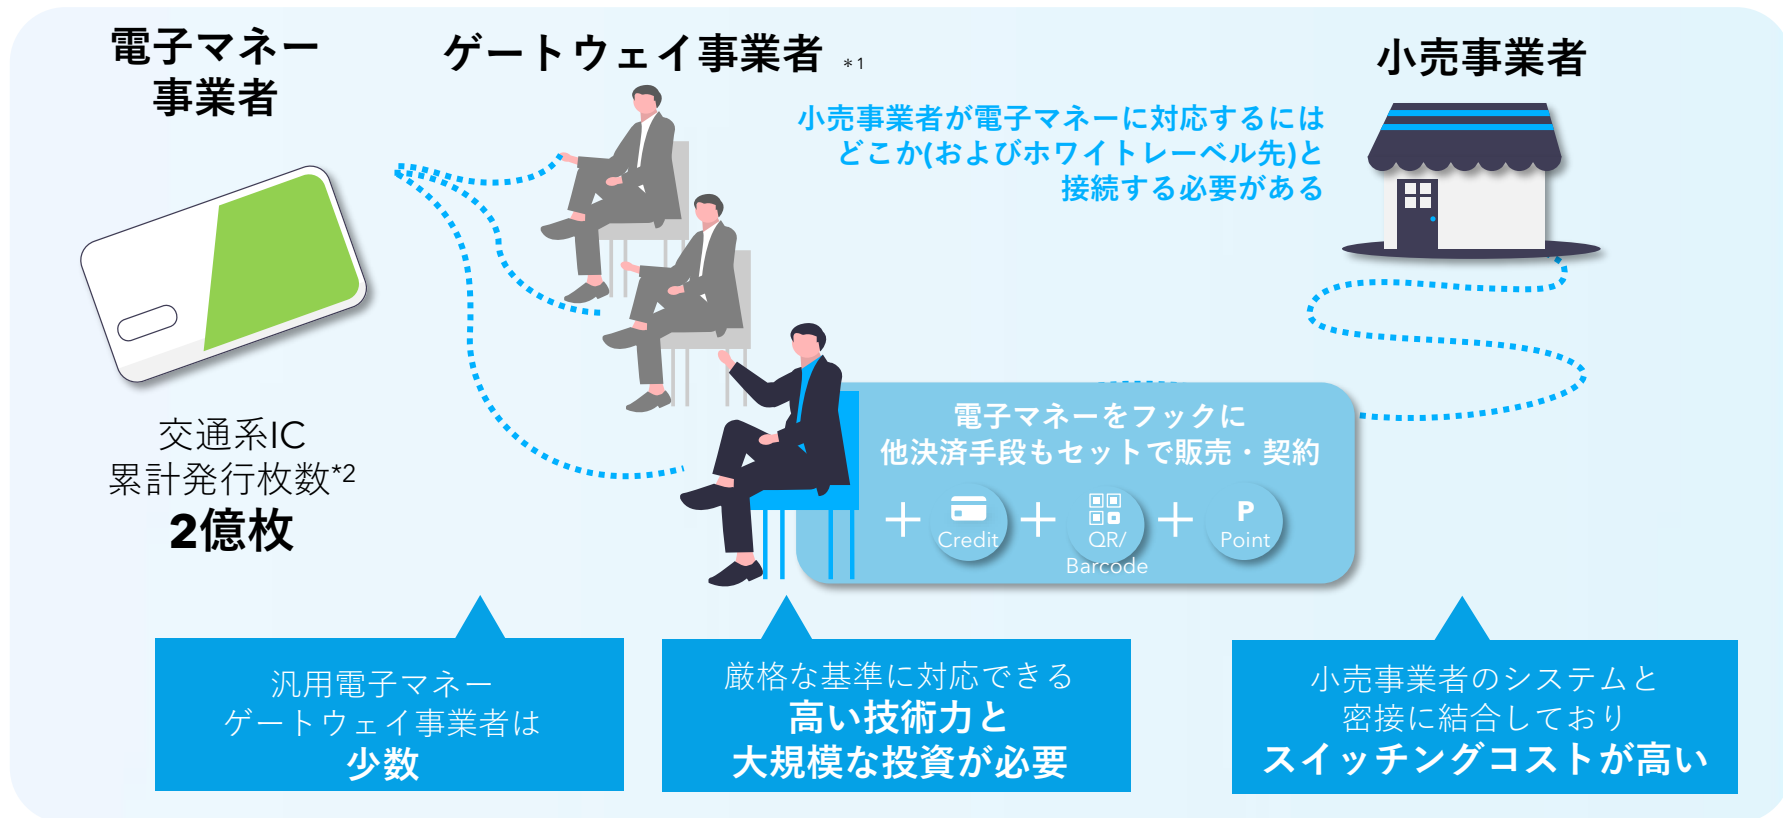 電子マネー
事業者
ゲートウェイ事業者 *1
小売事業者
小売事業者が電子マネーに対応するには
どこか(およびホワイトレーベル先)と
接続する必要がある
交通系IC
累計発行枚数*2
2億枚
電子マネーをフックに
他決済手段もセットで販売・契約
+ Credit + QR/ + P
Barcode Point
汎用電子マネー
ゲートウェイ事業者は
少数
厳格な基準に対応できる
高い技術力と
大規模な投資が必要
小売事業者のシステムと
密接に結合しており
スイッチングコストが高い